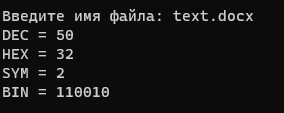 Введите имя файла: text.docx
DEC = 50
HEX = 32
SYM = 2
BIN = 110010